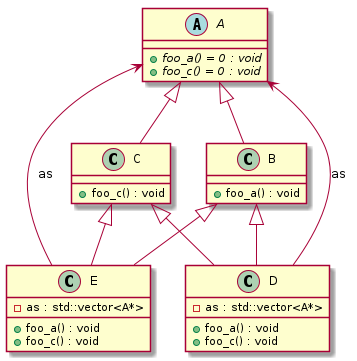 A
A
foo_a() = 0 : void
foo_c() = 0 : void
as
as
C
C
foo_c() : void
C
B
foo_a() : void
C
E
as : std::vector<A*>
foo_a() : void
foo_c() : void
C
D
as : std::vector<A*>
foo_a() : void
foo_c() : void